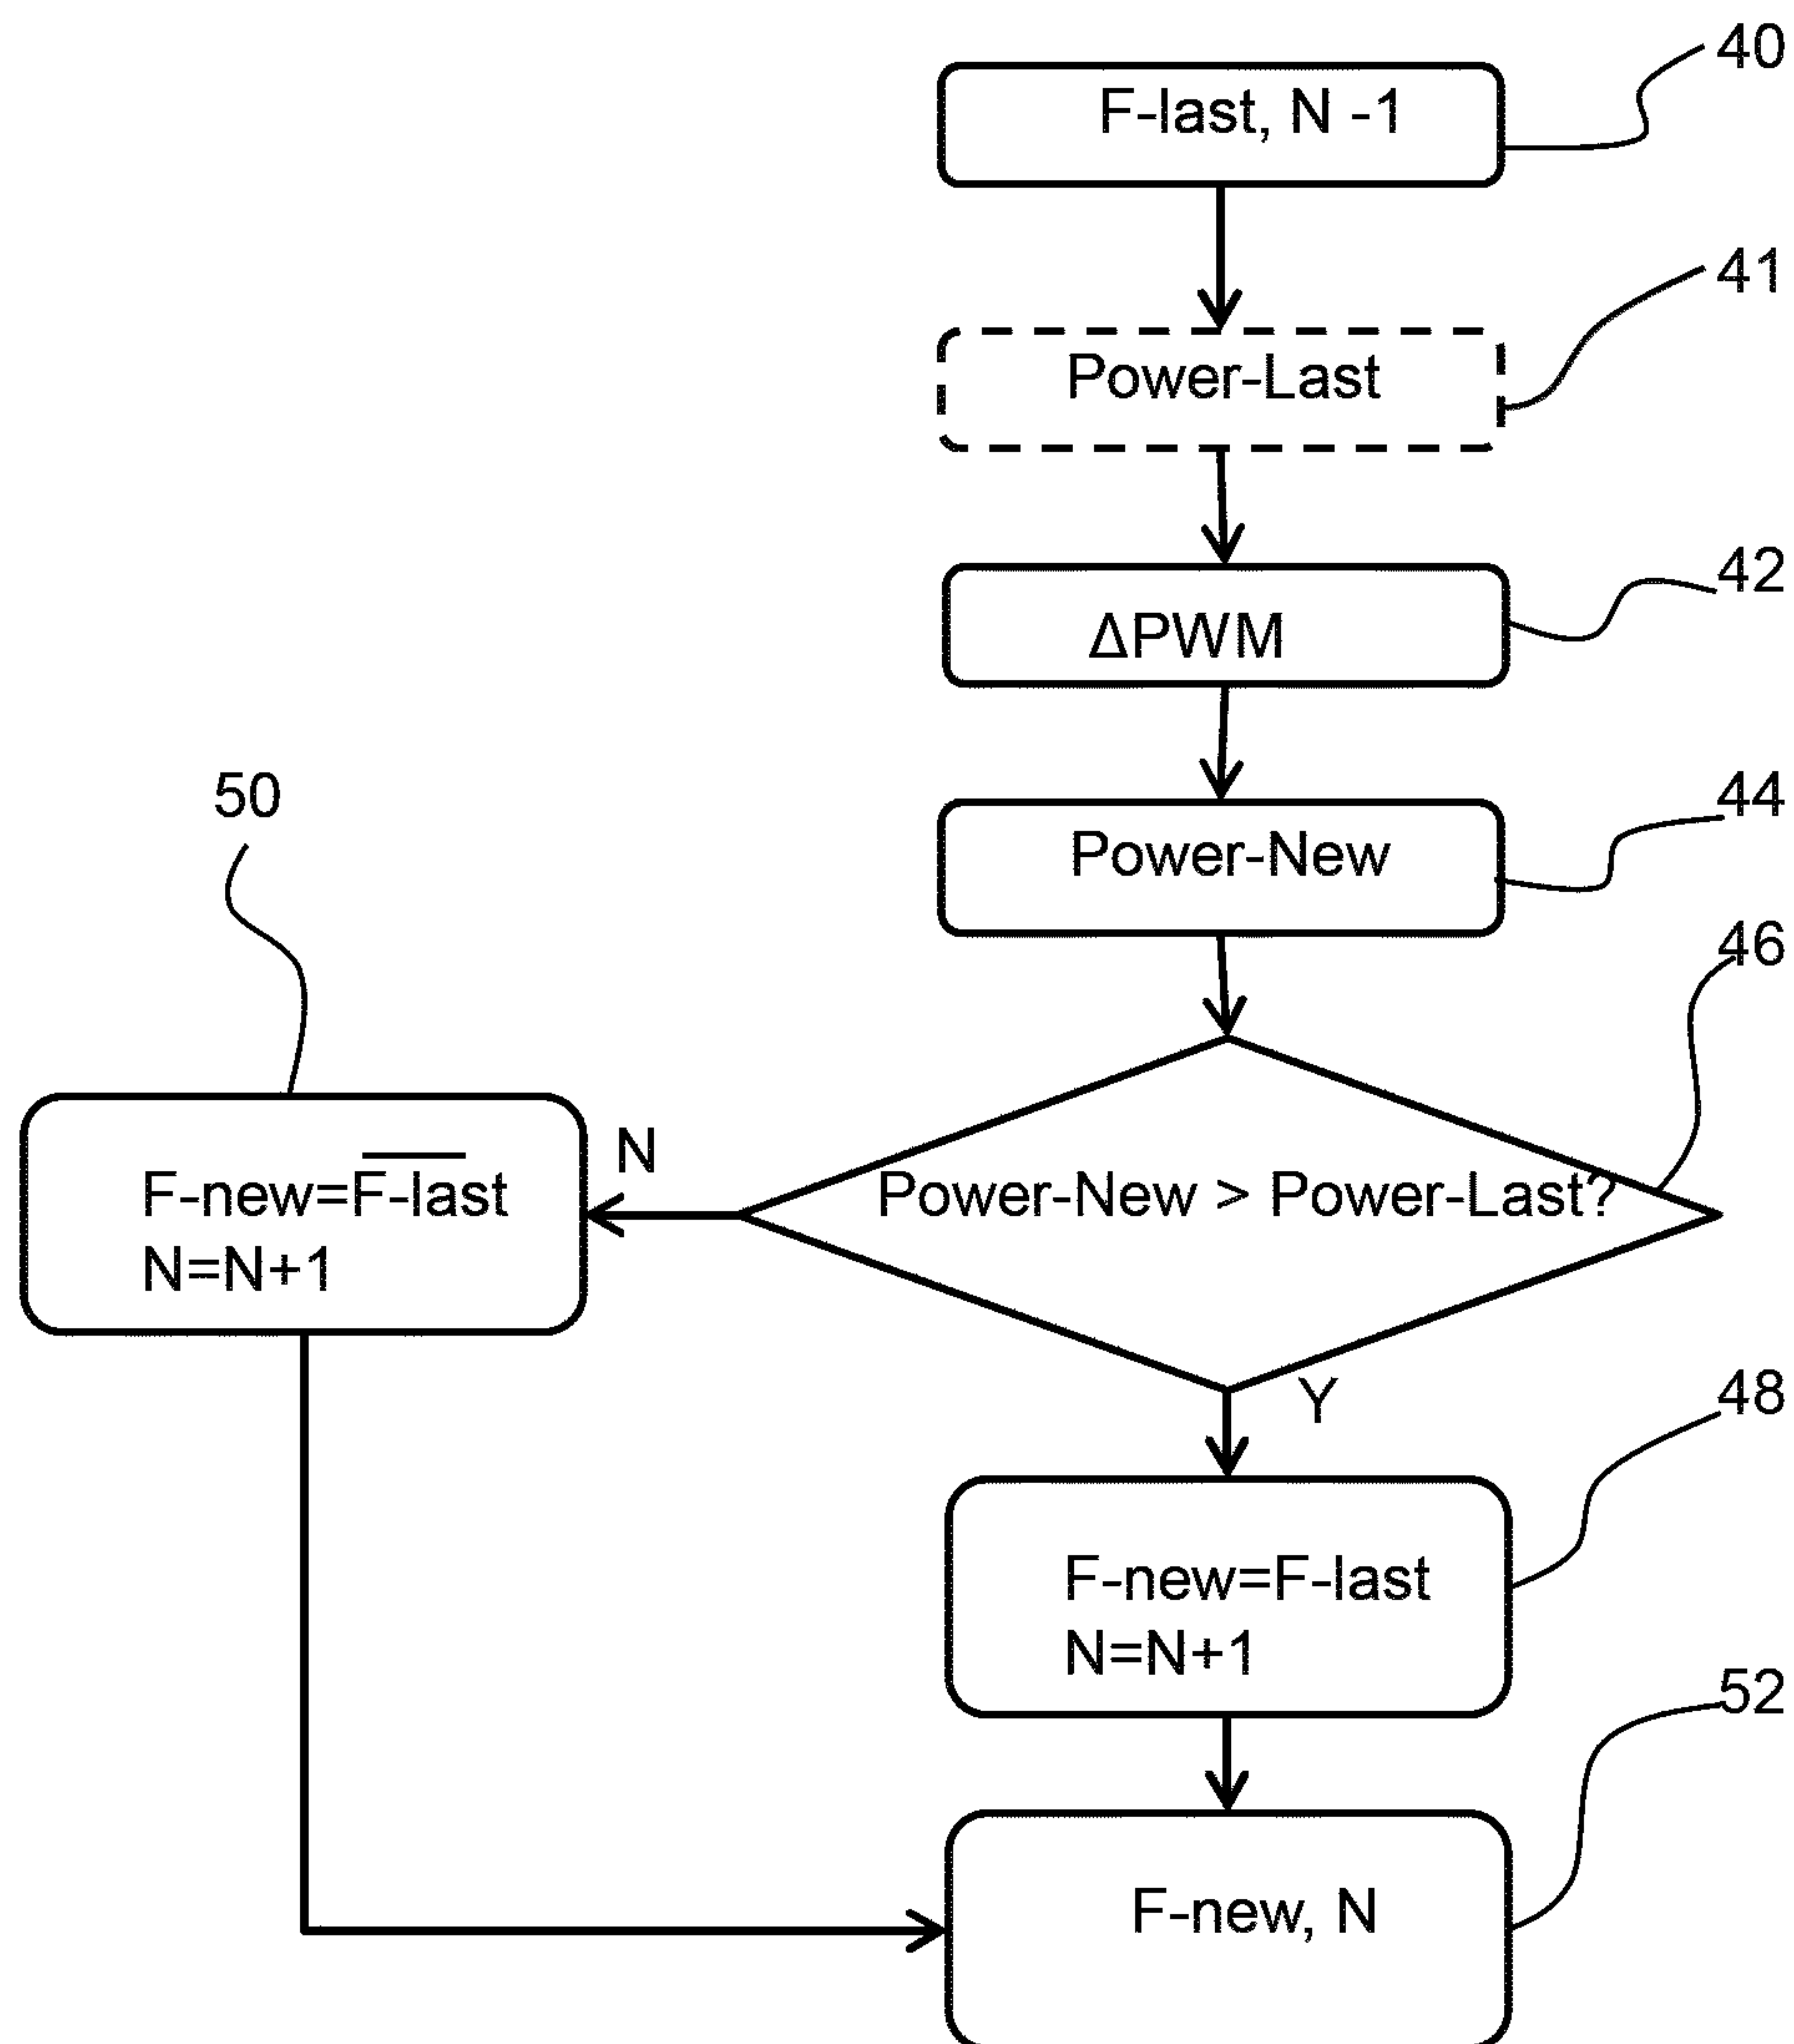 40
F-last, N -1
41
Power-Last
42
ΔPWM
44
Power-New
50
46
Power-New > Power-Last?
N
F-new=F̅-̅l̅a̅st
N=N+1
Y
48
F-new=F-last
N=N+1
52
F-new, N